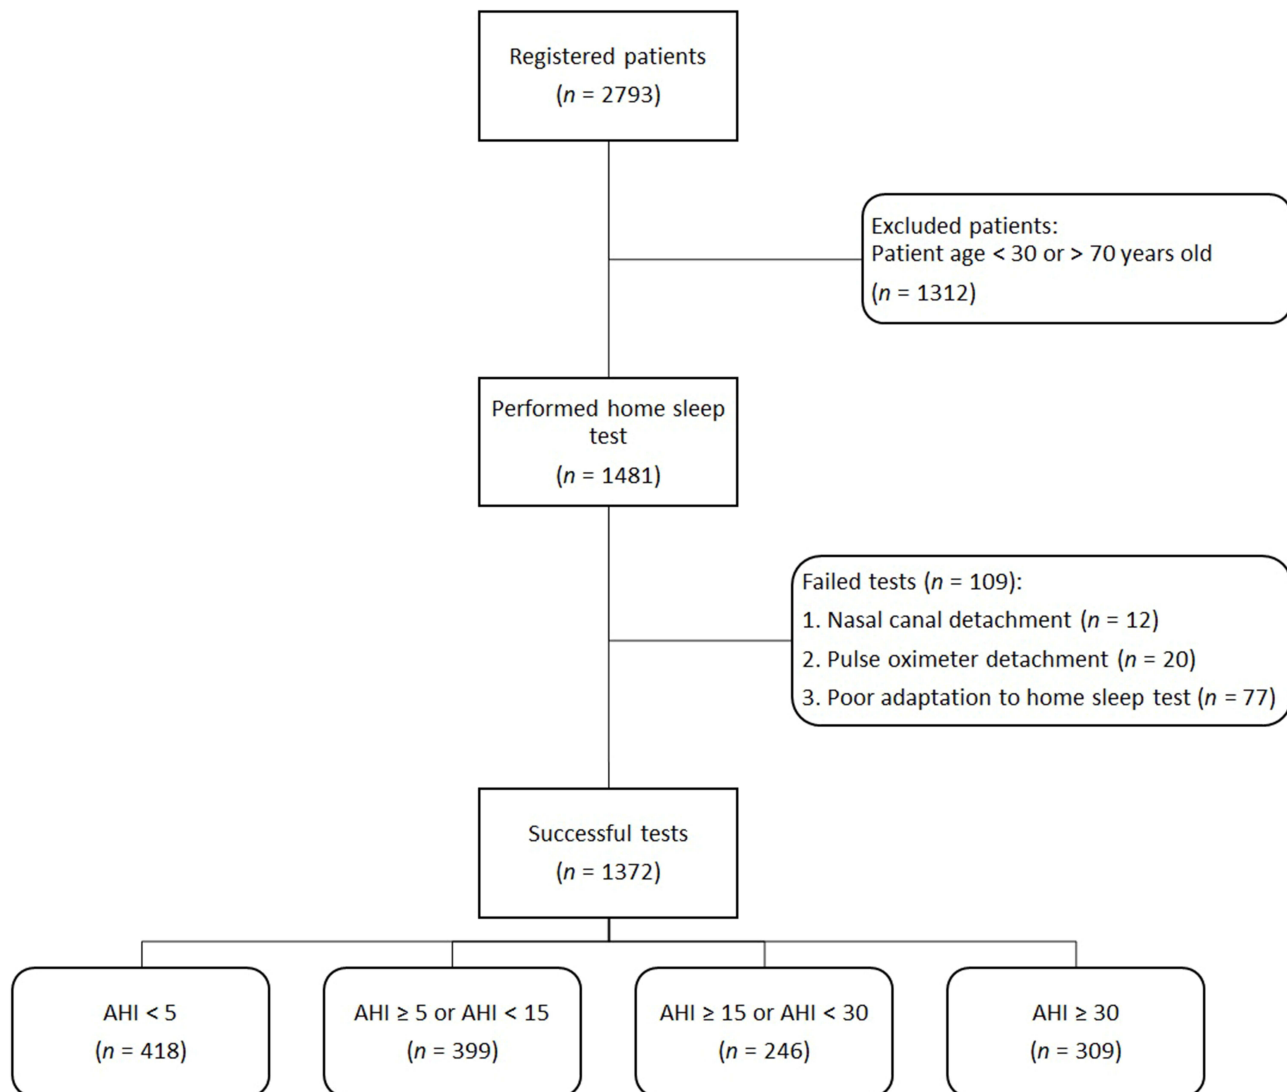 Registered patients
(n = 2793)
Excluded patients:
Patient age < 30 or > 70 years old
(n = 1312)
Performed home sleep
test
(n = 1481)
Failed tests (n = 109):
1. Nasal canal detachment (n = 12)
2. Pulse oximeter detachment (n = 20)
3. Poor adaptation to home sleep test (n = 77)
Successful tests
(n = 1372)
AHI < 5
(n = 418)
AHI ≥ 5 or AHI < 15
(n = 399)
AHI ≥ 15 or AHI < 30
(n = 246)
AHI ≥ 30
(n = 309)